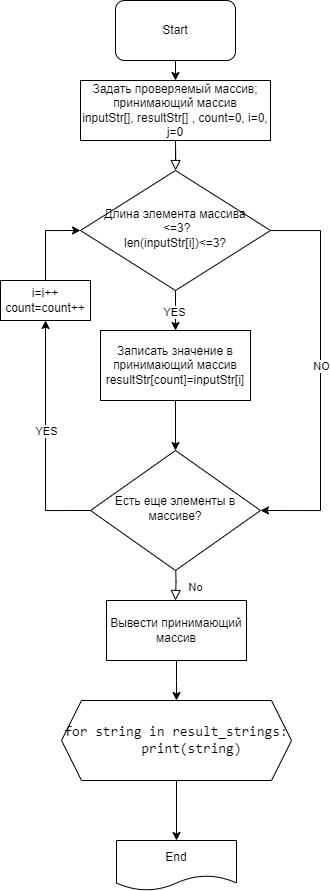 Start
Задать проверяемый массив;
принимающий массив
inputStr[], resultStr[] , count=0, i=0,
j=0
Длина элемента массива
<=3?
len(inputStr[i])<=3?
i=i++
count=count++
YES
Записать значение в
принимающий массив
resultStr[count]=inputStr[i]
NO
YES
Есть еще элементы в
массиве?
No
Вывести принимающий
массив
for string in result_strings:
print(string)
End